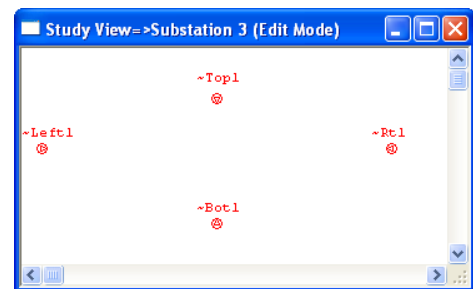 Study View=>Substation 3 (Edit Mode)
~Top1
~Left1
~Rt1
~Bot1